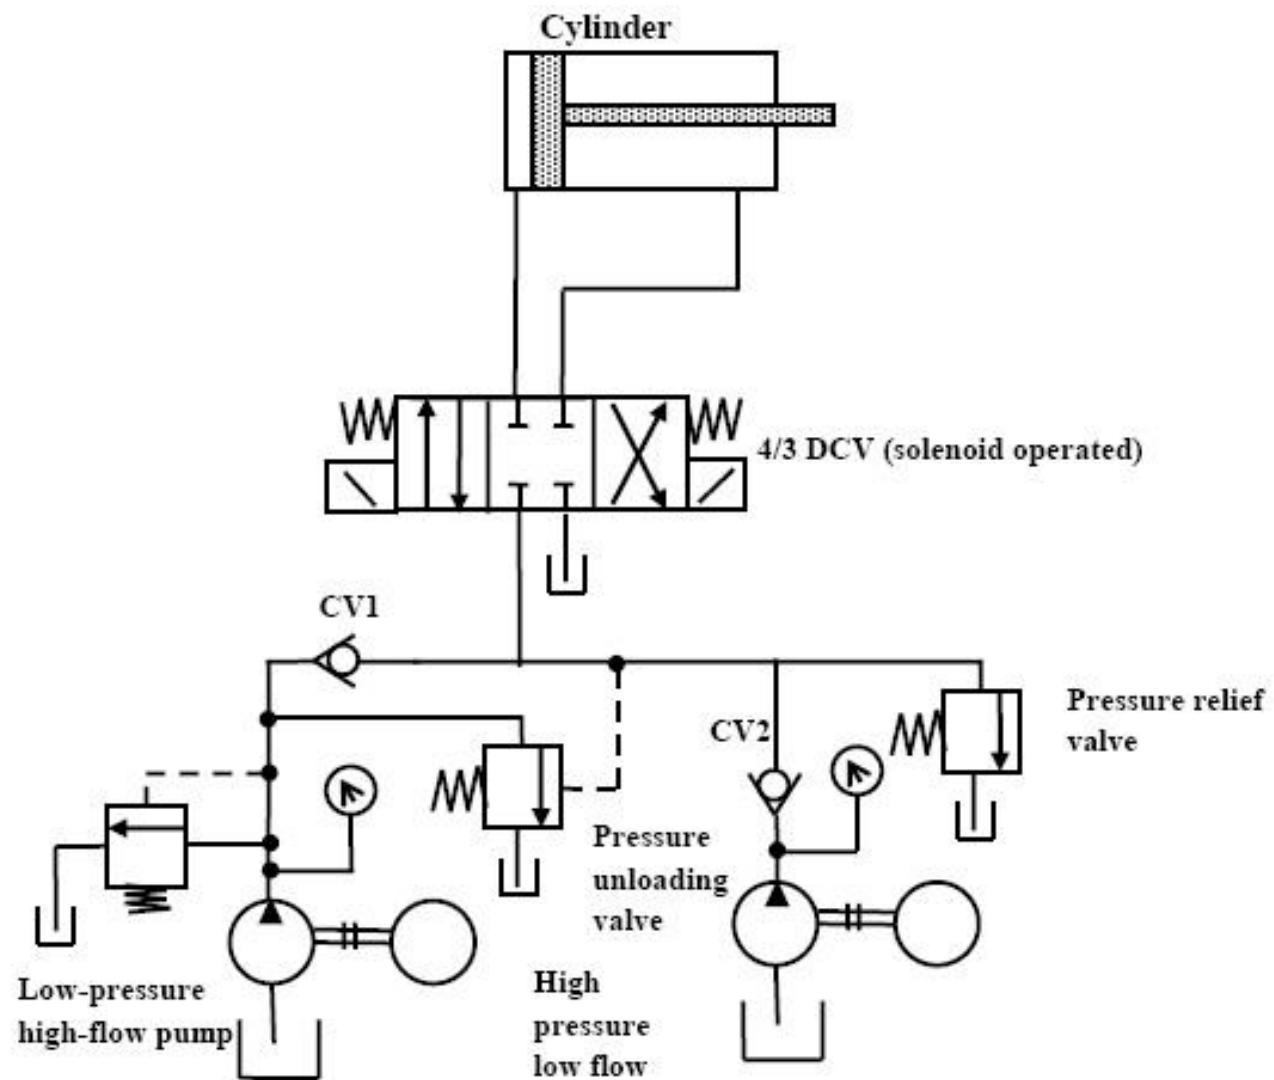 Cylinder
4/3 DCV (solenoid operated)
CV1
Pressure relief
valve
CV2
Pressure
unloading
valve
Low-pressure
high-flow pump
High
pressure
low flow